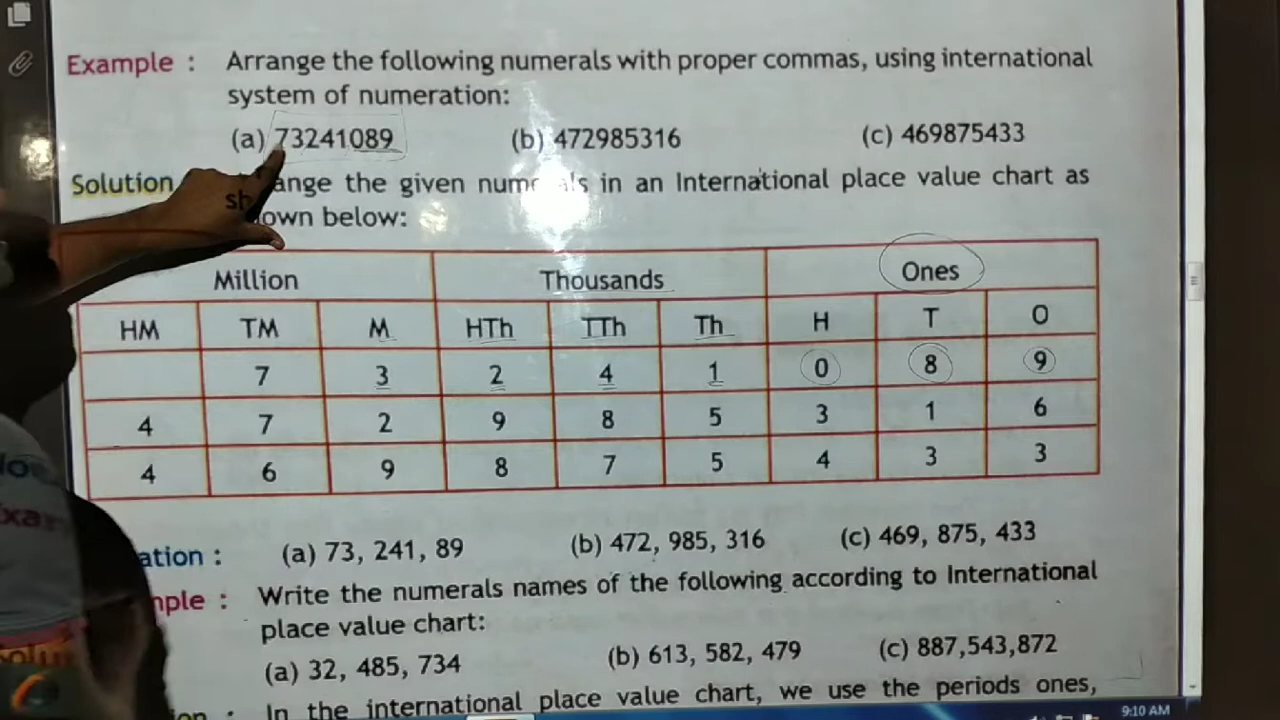 Example : Arrange the following numerals with proper commas, using international
system of numeration:
(a) 73241089 (b) 472985316 (c) 469875433
Solution ange the given num ls in an International place value chart as
sh own below:
Million Thousands Ones
HM TM M HTh TTh Th H T O
7 3 2 4 1 0 8 9
4 7 2 9 8 5 3 1 6
4 6 9 8 7 5 4 3 3
ation : (a) 73, 241, 89 (b) 472, 985, 316 (c) 469, 875, 433
mple : Write the numerals names of the following according to International
place value chart:
(a) 32, 485, 734 (b) 613, 582, 479 (c) 887,543,872
ion : In the international place value chart, we use the periods ones,
9:10 AM